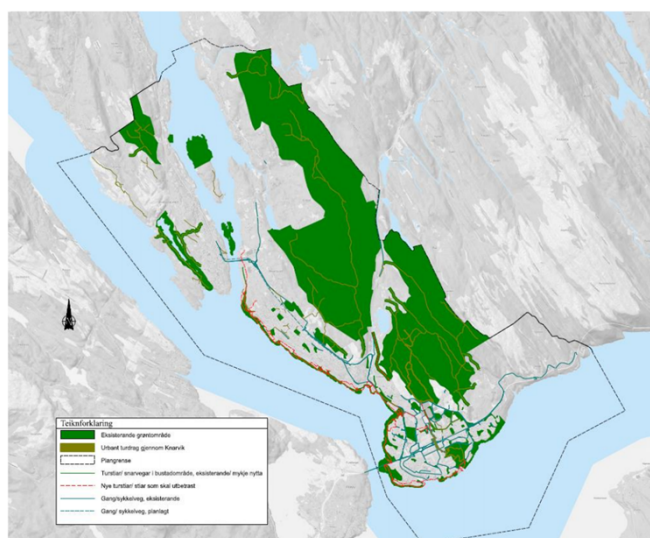 Teiknforklaring
Eksisterande grøntområde
Urbant turdrag gjennom Knarvik
Plangrense
Turstiar/ snarvegar i bustadområde, eksisterande/ mykje nytta
Nye turstiar/ stiar som skal utbetrast
Gang/sykkelveg, eksisterande
Gang/ sykkelveg, planlagt